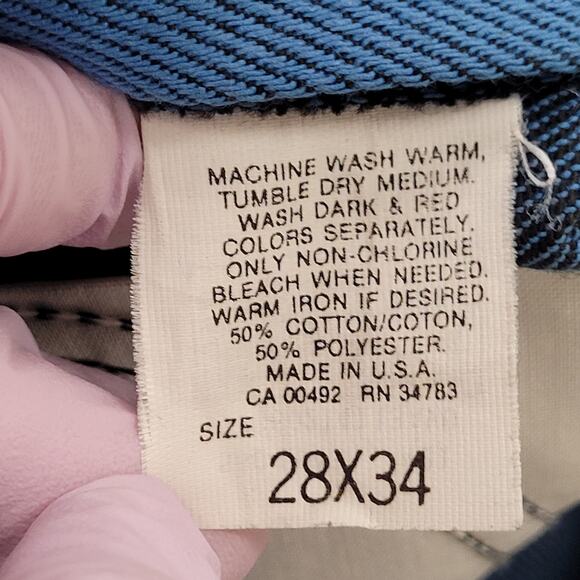 MACHINE WASH WARM,
TUMBLE DRY MEDIUM.
WASH DARK & RED
COLORS SEPARATELY.
ONLY NON-CHLORINE
BLEACH WHEN NEEDED.
WARM IRON IF DESIRED.
50% COTTON/COTON,
50% POLYESTER.
MADE IN U.S.A.
CA 00492 RN 34783
SIZE
28X34